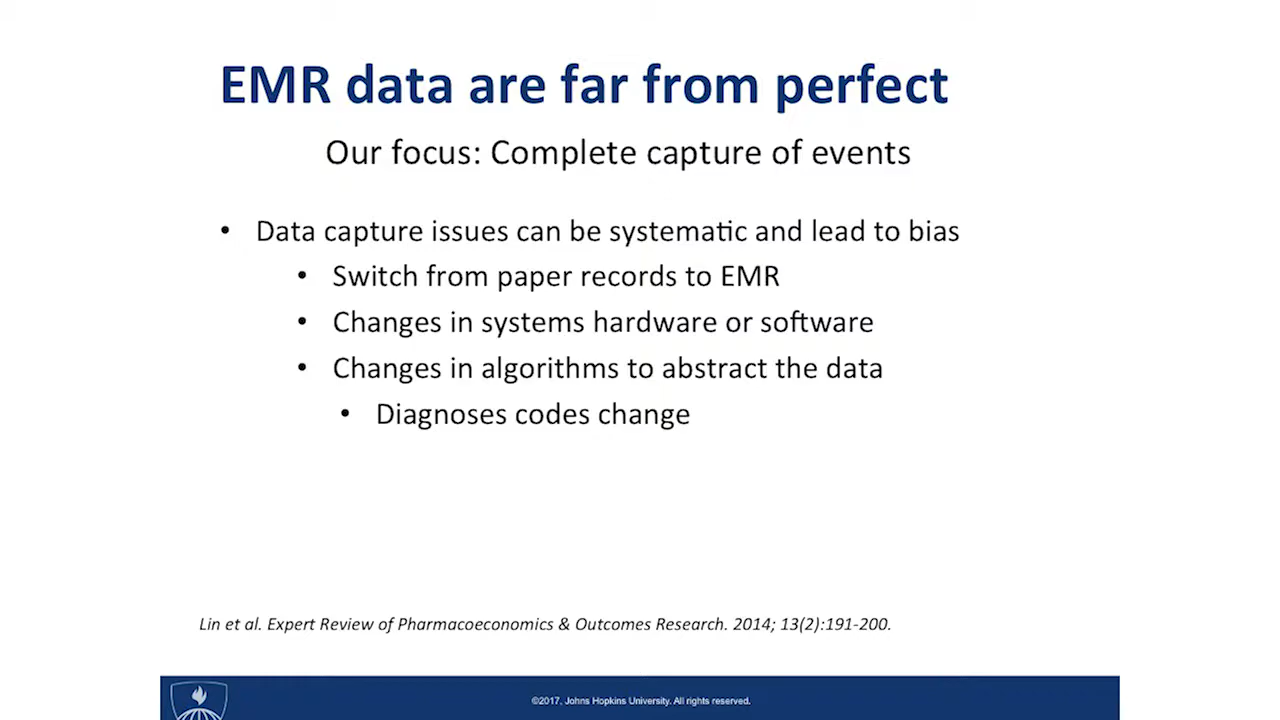 EMR data are far from perfect
Our focus: Complete capture of events
• Data capture issues can be systematic and lead to bias
• Switch from paper records to EMR
• Changes in systems hardware or software
• Changes in algorithms to abstract the data
• Diagnoses codes change
Lin et al. Expert Review of Pharmacoeconomics & Outcomes Research. 2014; 13(2):191-200.
©2017, Johns Hopkins University. All rights reserved.